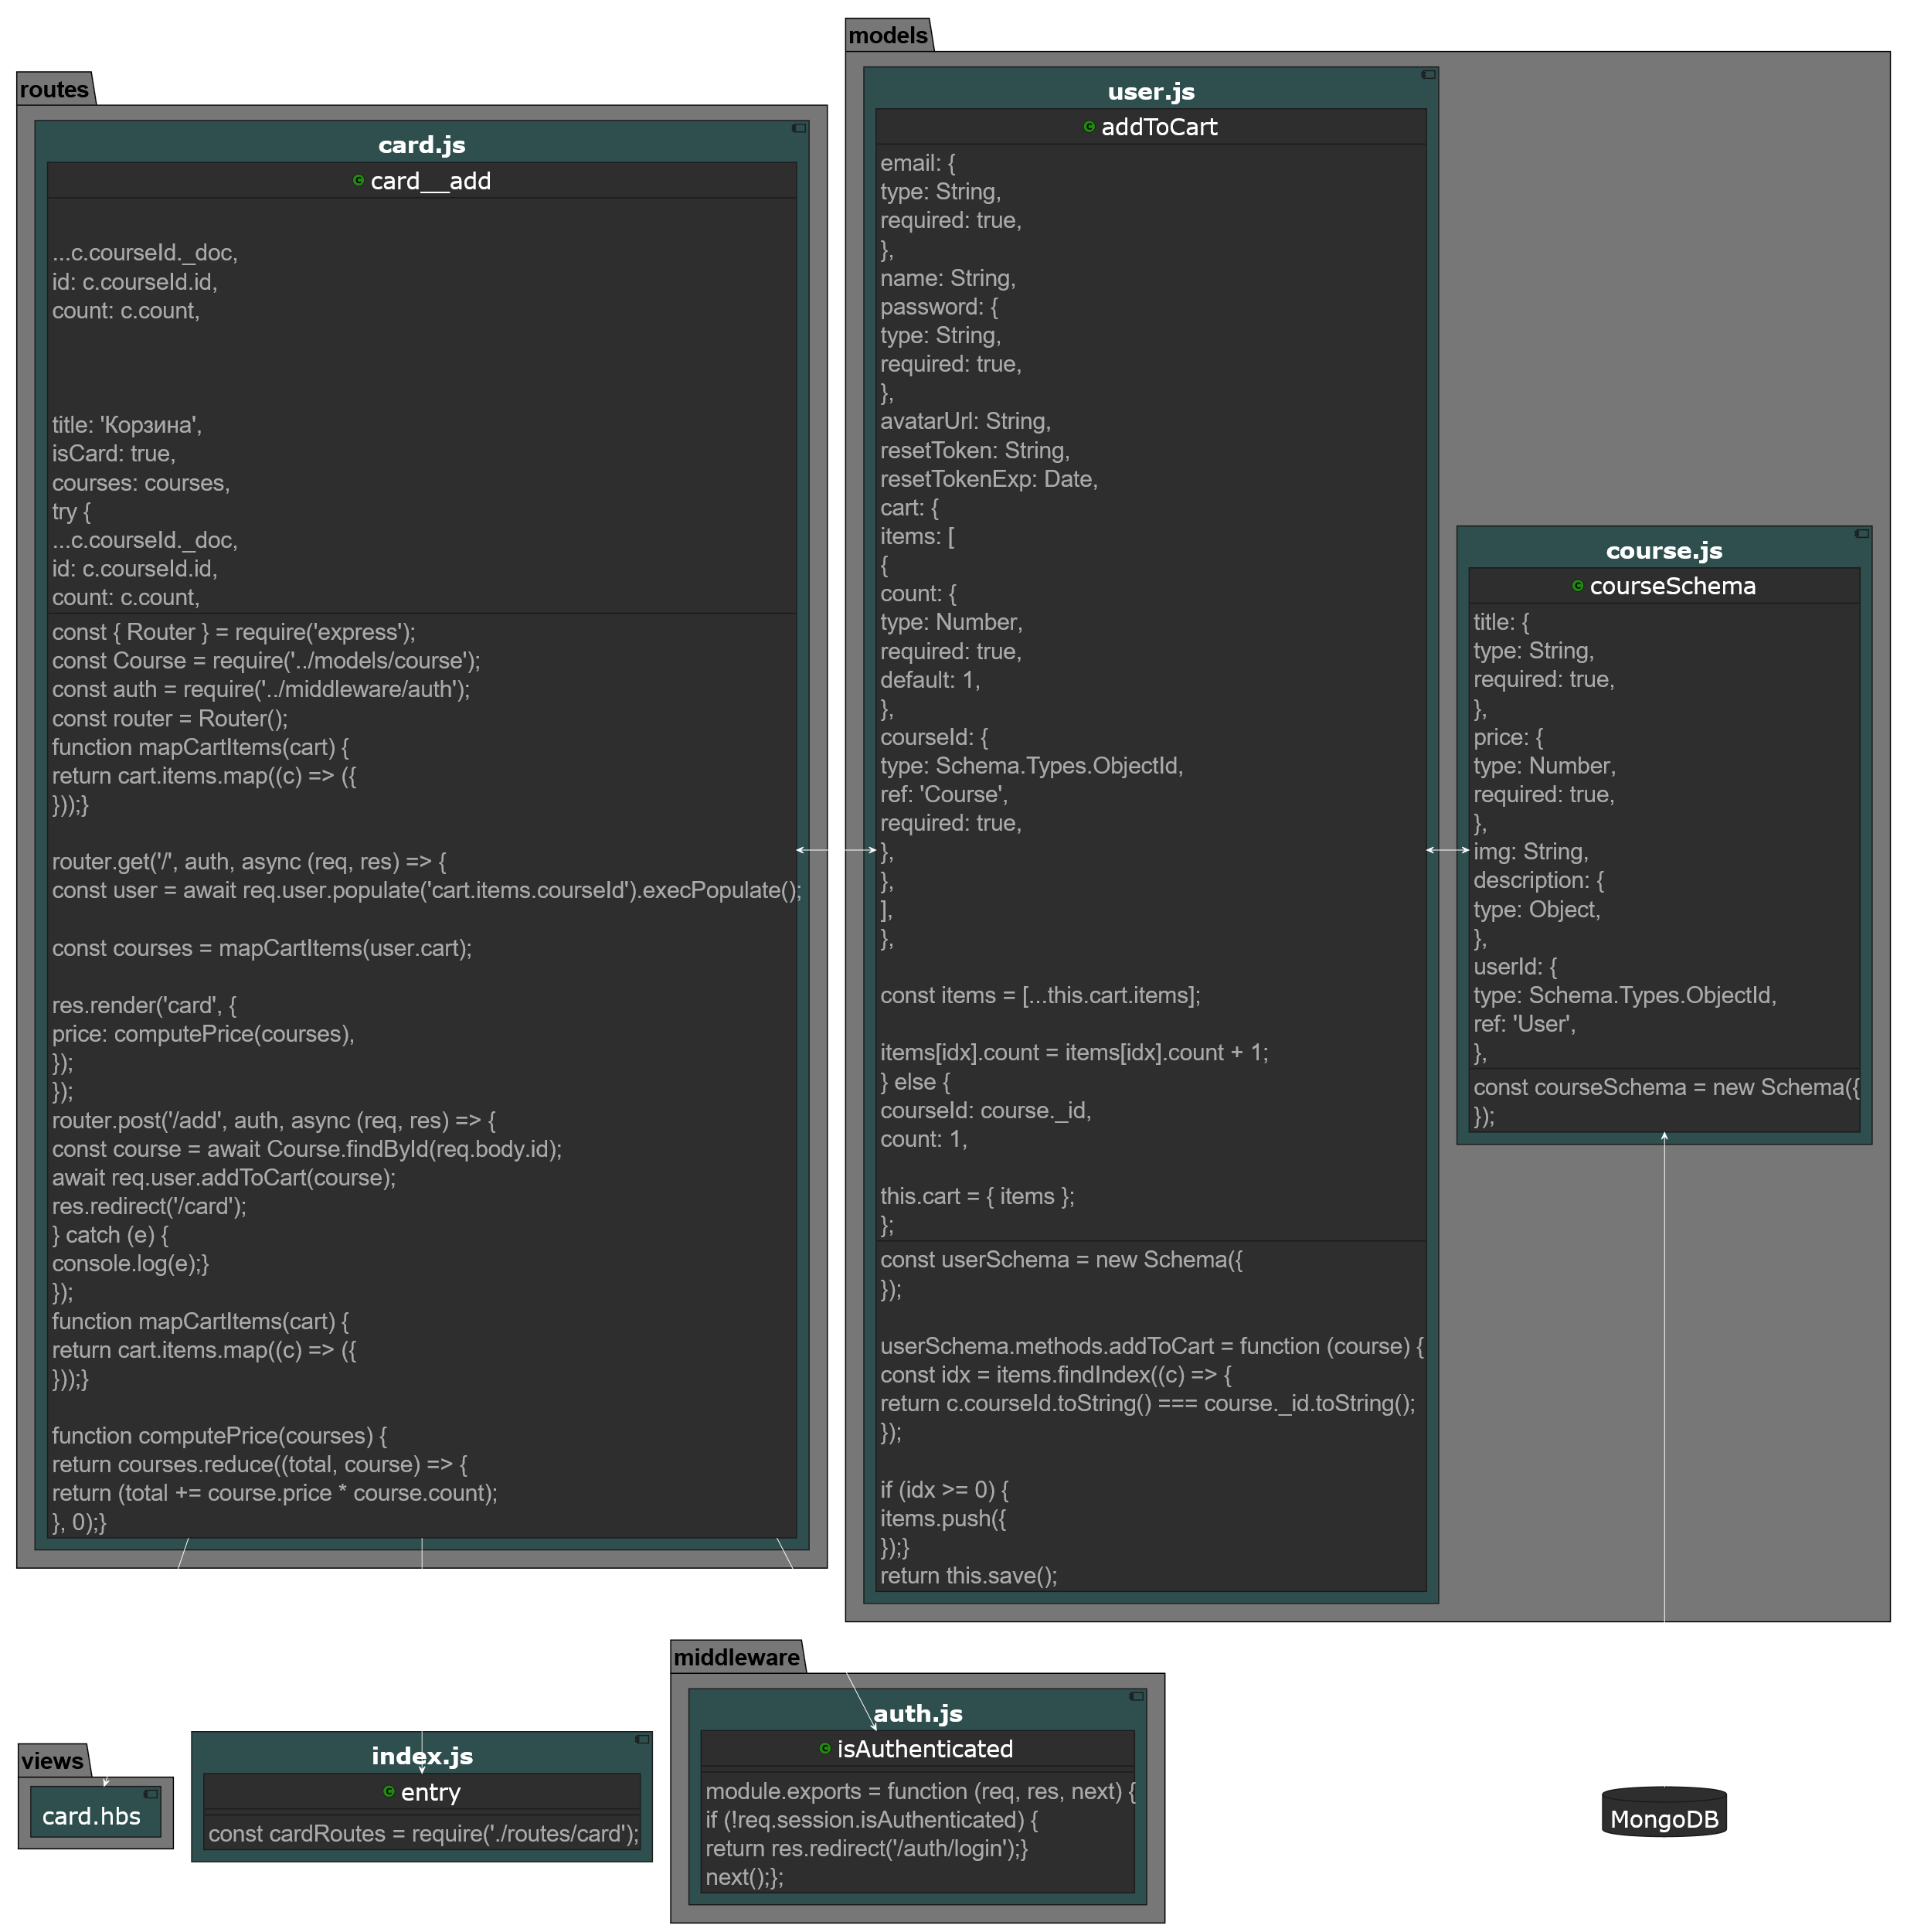 routes
card.js
card__add
...c.courseId._doc,
id: c.courseId.id,
count: c.count,
title: 'Корзина',
isCard: true,
courses: courses,
try {
...c.courseId._doc,
id: c.courseId.id,
count: c.count,
const { Router } = require('express');
const Course = require('../models/course');
const auth = require('../middleware/auth');
const router = Router();
function mapCartItems(cart) {
return cart.items.map((c) => ({
}));}
router.get('/', auth, async (req, res) => {
const user = await req.user.populate('cart.items.courseId').execPopulate();
const courses = mapCartItems(user.cart);
res.render('card', {
price: computePrice(courses),
});
});
router.post('/add', auth, async (req, res) => {
const course = await Course.findById(req.body.id);
await req.user.addToCart(course);
res.redirect('/card');
} catch (e) {
console.log(e);}
});
function mapCartItems(cart) {
return cart.items.map((c) => ({
}));}
function computePrice(courses) {
return courses.reduce((total, course) => {
return (total += course.price * course.count);
}, 0);}
models
user.js
addToCart
email: {
type: String,
required: true,
},
name: String,
password: {
type: String,
required: true,
},
avatarUrl: String,
resetToken: String,
resetTokenExp: Date,
cart: {
items: [
{
count: {
type: Number,
required: true,
default: 1,
},
courseId: {
type: Schema.Types.ObjectId,
ref: 'Course',
required: true,
},
},
],
},
const items = [...this.cart.items];
items[idx].count = items[idx].count + 1;
} else {
courseId: course._id,
count: 1,
this.cart = { items };
};
const userSchema = new Schema({
});
userSchema.methods.addToCart = function (course) {
const idx = items.findIndex((c) => {
return c.courseId.toString() === course._id.toString();
});
if (idx >= 0) {
items.push({
});}
return this.save();
course.js
courseSchema
title: {
type: String,
required: true,
},
price: {
type: Number,
required: true,
},
img: String,
description: {
type: Object,
},
userId: {
type: Schema.Types.ObjectId,
ref: 'User',
},
const courseSchema = new Schema({
});
views
card.hbs
index.js
entry
const cardRoutes = require('./routes/card');
middleware
auth.js
isAuthenticated
module.exports = function (req, res, next) {
if (!req.session.isAuthenticated) {
return res.redirect('/auth/login');}
next();};
MongoDB